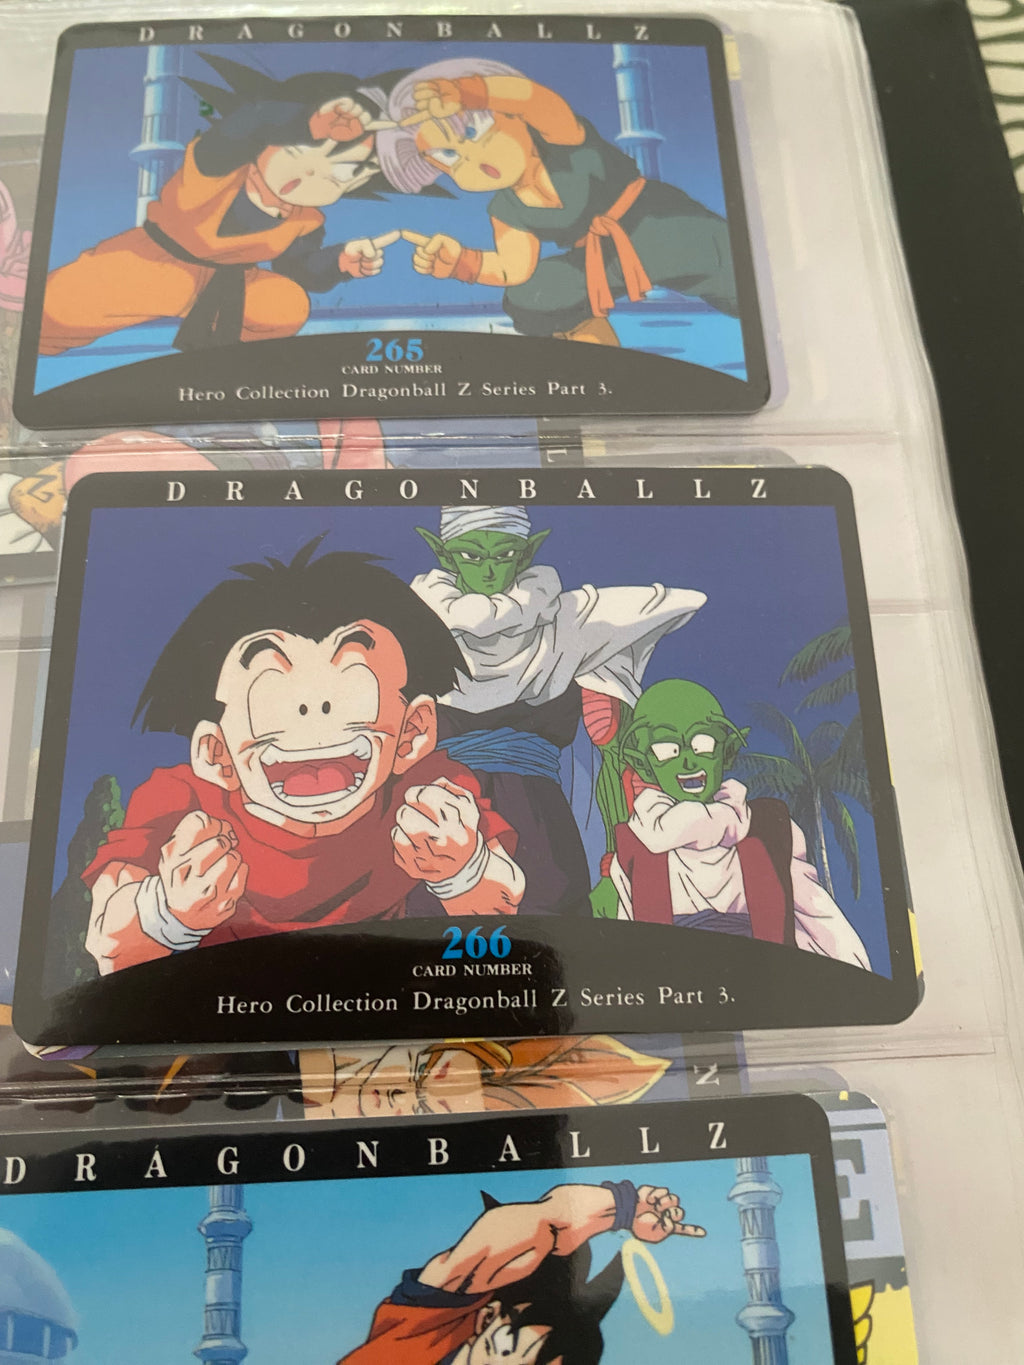 DRAGONBALLZ
265
CARD NUMBER
Hero Collection Dragonball Z Series Part 3.
L
DRAGONBALLZ
266
CARD NUMBER
Hero Collection Dragonball Z Series Part 3.
N
DRAGONBALLZ
E